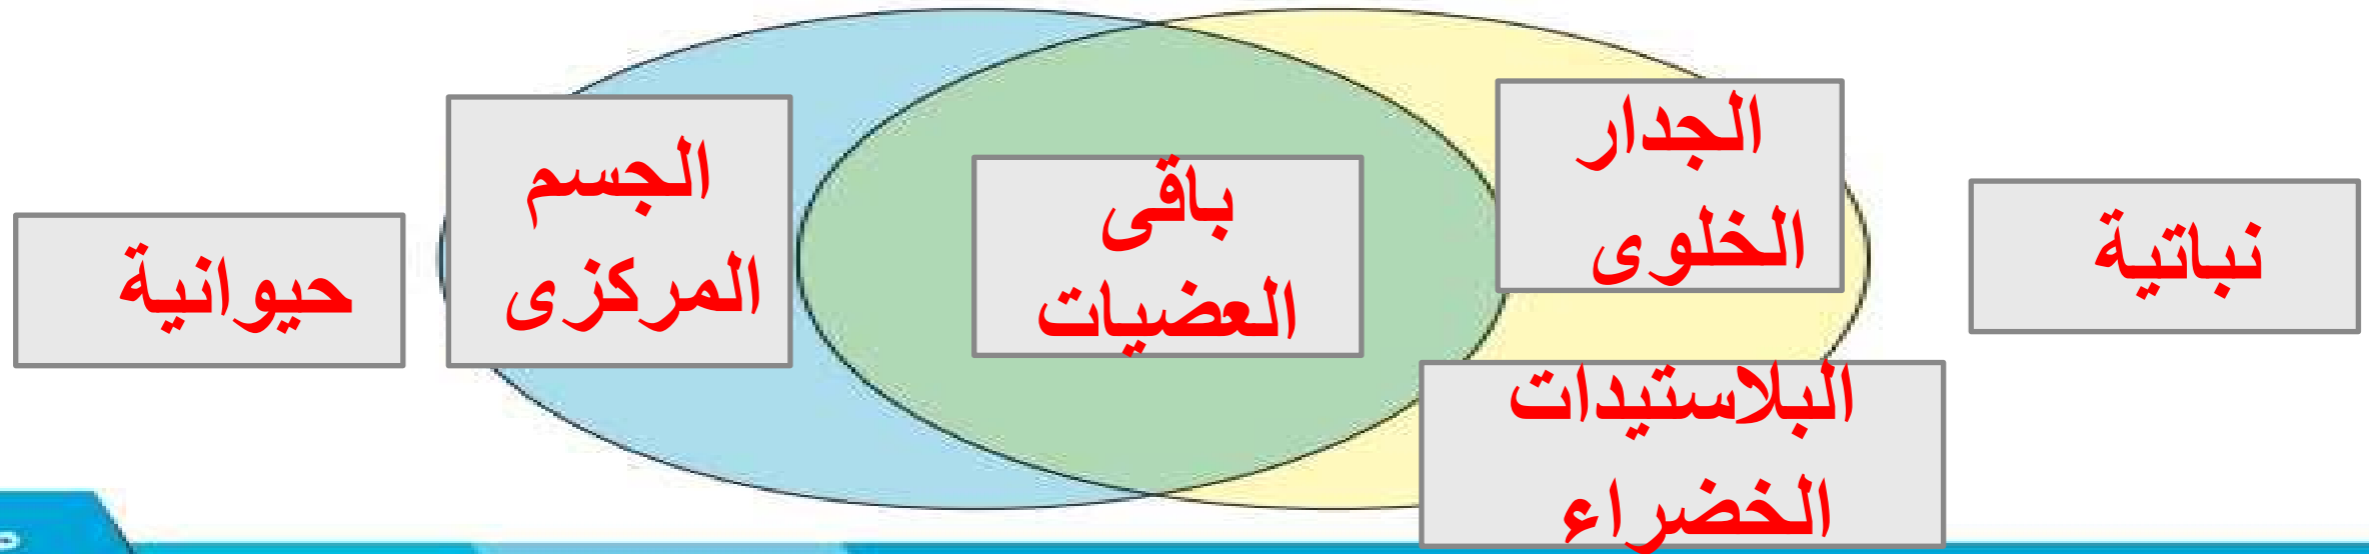 نباتية
الجدار
الخلوى
البلاستيدات
الخضراء
باقى
العضيات
الجسم
المركزى
حيوانية